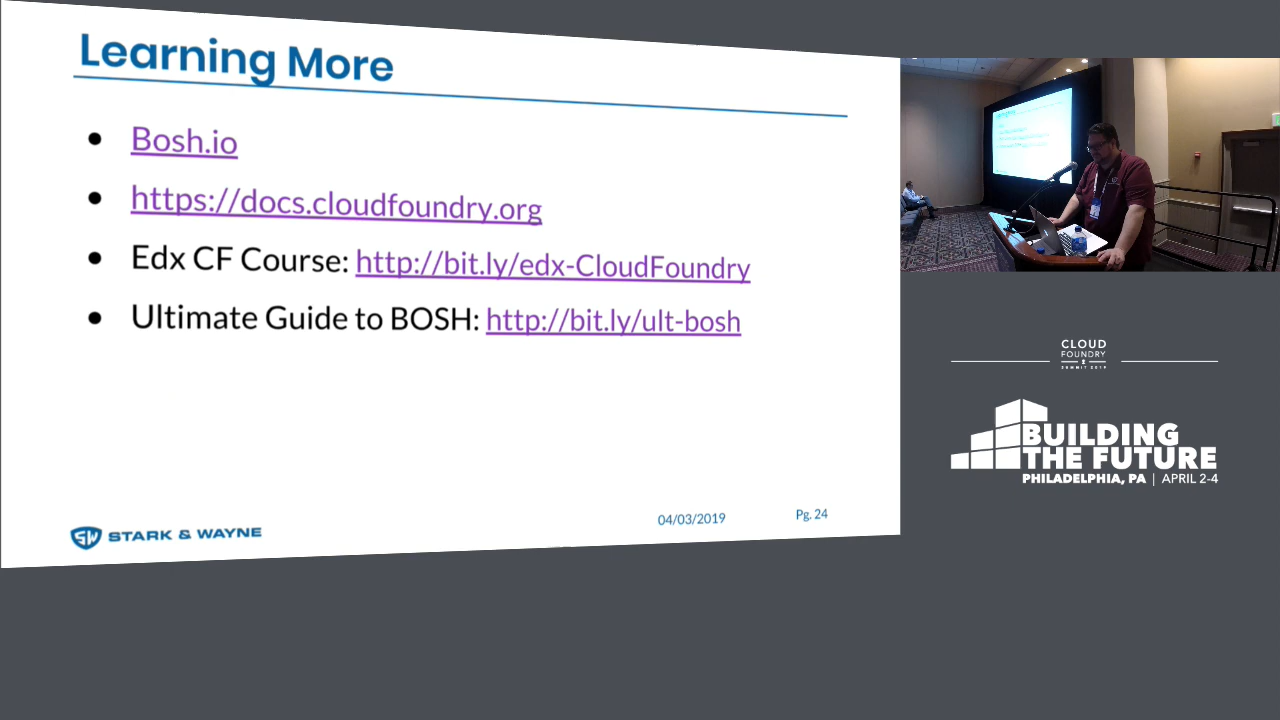 Learning More
Bosh.io
https://docs.cloudfoundry.org
Edx CF Course: http://bit.ly/edx-CloudFoundry
Ultimate Guide to BOSH: http://bit.ly/ult-bosh
SW STARK & WAYNE
04/03/2019
Pg. 24
CLOUD
FOUNDRY
SUMMIT 2019
BUILDING
THE FUTURE
PHILADELPHIA, PA | APRIL 2-4